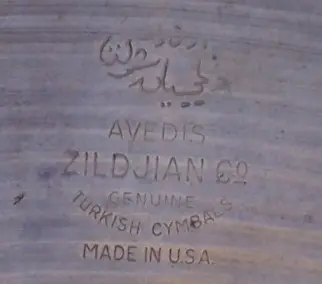 AVEDIS
ZILDJIAN Co
GENUINE
TURKISH CYMBALS
MADE IN U.S.A.